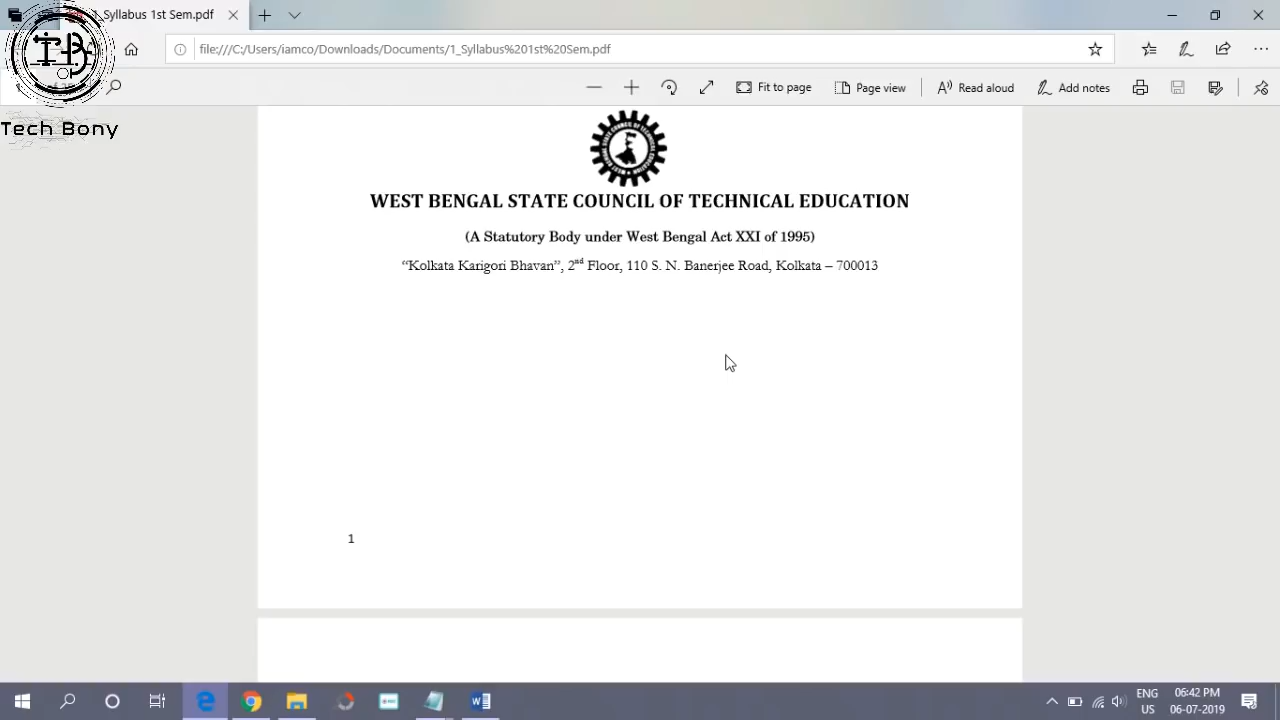 Syllabus 1st Sem.pdf
file:///C:/Users/iamco/Downloads/Documents/1_Syllabus%201st%20Sem.pdf
Fit to page
Page view
Read aloud
Add notes
Tech Bony
WEST BENGAL STATE COUNCIL OF TECHNICAL EDUCATION
(A Statutory Body under West Bengal Act XXI of 1995)
“Kolkata Karigori Bhavan”, 2nd Floor, 110 S. N. Banerjee Road, Kolkata – 700013
1
ENG
US
06:42 PM
06-07-2019